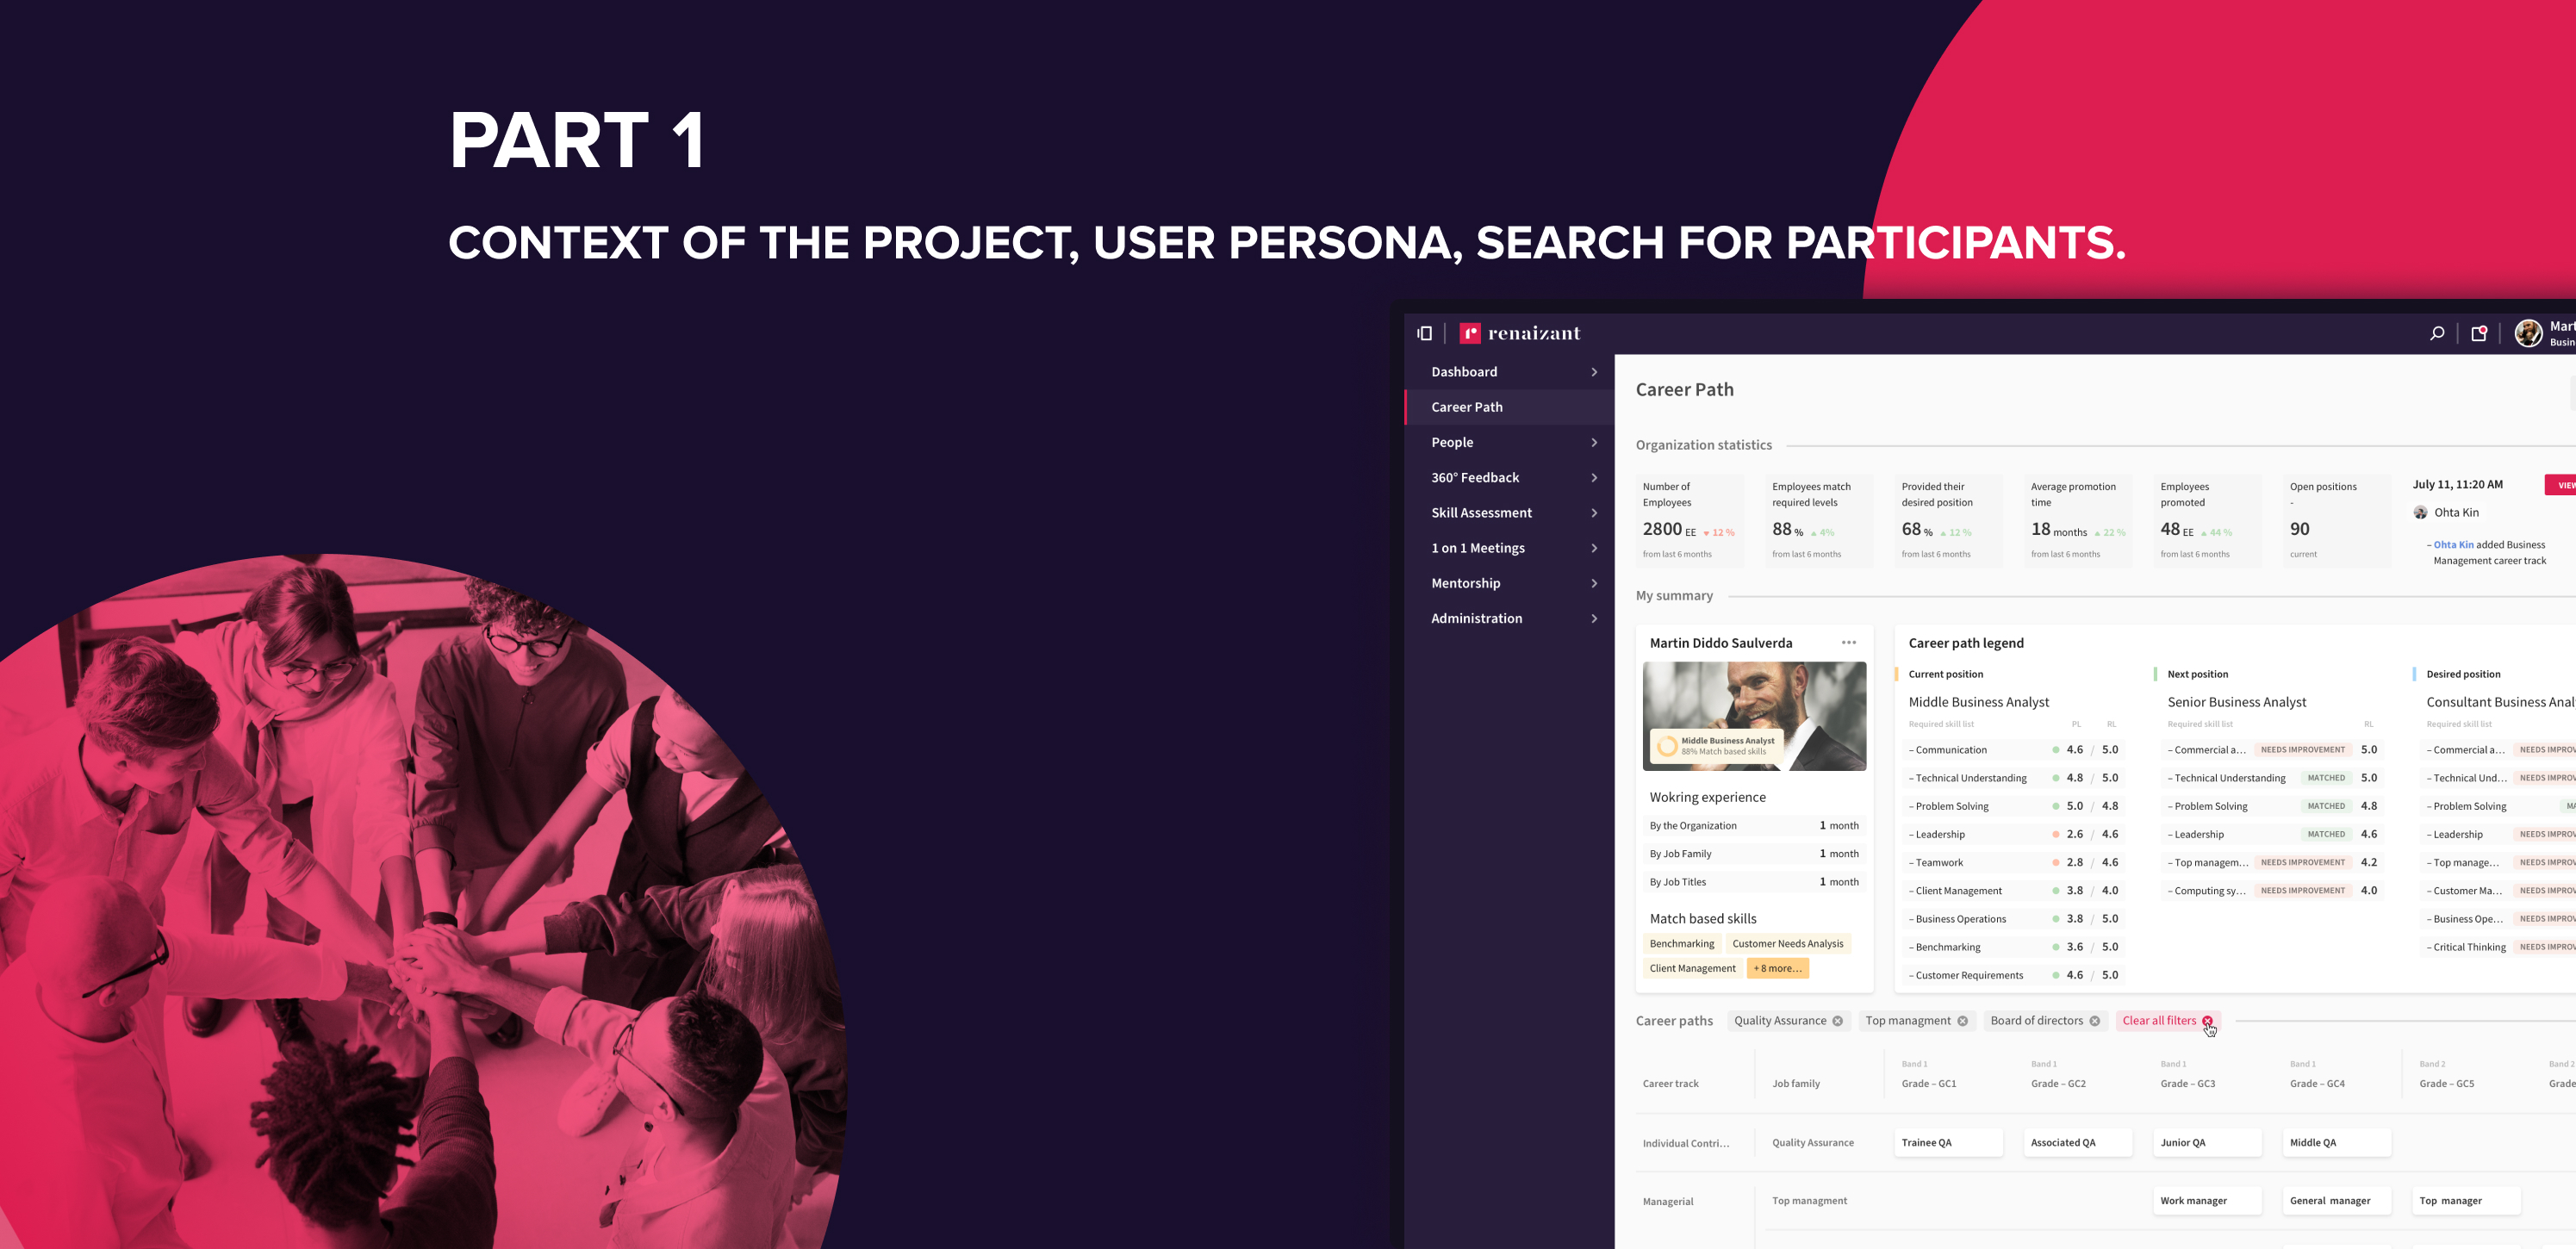 PART 1
CONTEXT OF THE PROJECT, USER PERSONA, SEARCH FOR PARTICIPANTS.
renaizant
Dashboard
Career Path
People
360° Feedback
Skill Assessment
1 on 1 Meetings
Mentorship
Administration
Career Path
Organization statistics
Number of
Employees
2800 EE 12 %
from last 6 months
Employees match
required levels
88 % 4%
from last 6 months
Provided their
desired position
68 % 12 %
from last 6 months
Average promotion
time
18 months 22 %
from last 6 months
Employees
promoted
48 EE 44 %
from last 6 months
Open positions
-
90
current
July 11, 11:20 AM
Ohta Kin
– Ohta Kin added Business
Management career track
My summary
Martin Diddo Saulverda
Middle Business Analyst
88% Match based skills
Wokring experience
By the Organization 1 month
By Job Family 1 month
By Job Titles 1 month
Match based skills
Benchmarking Customer Needs Analysis
Client Management + 8 more...
Career path legend
Current position
Middle Business Analyst
Required skill list PL RL
– Communication 4.6 / 5.0
– Technical Understanding 4.8 / 5.0
– Problem Solving 5.0 / 4.8
– Leadership 2.6 / 4.6
– Teamwork 2.8 / 4.6
– Client Management 3.8 / 4.0
– Business Operations 3.8 / 5.0
– Benchmarking 3.6 / 5.0
– Customer Requirements 4.6 / 5.0
Next position
Senior Business Analyst
Required skill list RL
– Commercial a... NEEDS IMPROVEMENT 5.0
– Technical Understanding MATCHED 5.0
– Problem Solving MATCHED 4.8
– Leadership MATCHED 4.6
– Top managem... NEEDS IMPROVEMENT 4.2
– Computing sy... NEEDS IMPROVEMENT 4.0
Desired position
Consultant Business
Required skill list
– Commercial a... NEEDS
– Technical Und... NEEDS
– Problem Solving
– Leadership NEEDS
– Top manage... NEEDS
– Customer Ma... NEEDS
– Business Ope... NEEDS
– Critical Thinking NEEDS
Career paths Quality Assurance Top managment Board of directors Clear all filters
Career track Job family
Band 1
Grade – GC1
Band 1
Grade – GC2
Band 1
Grade – GC3
Band 1
Grade – GC4
Band 2
Grade – GC5
Band 2
Individual Contri... Quality Assurance Trainee QA Associated QA Junior QA Middle QA
Managerial Top managment Work manager General manager Top manager